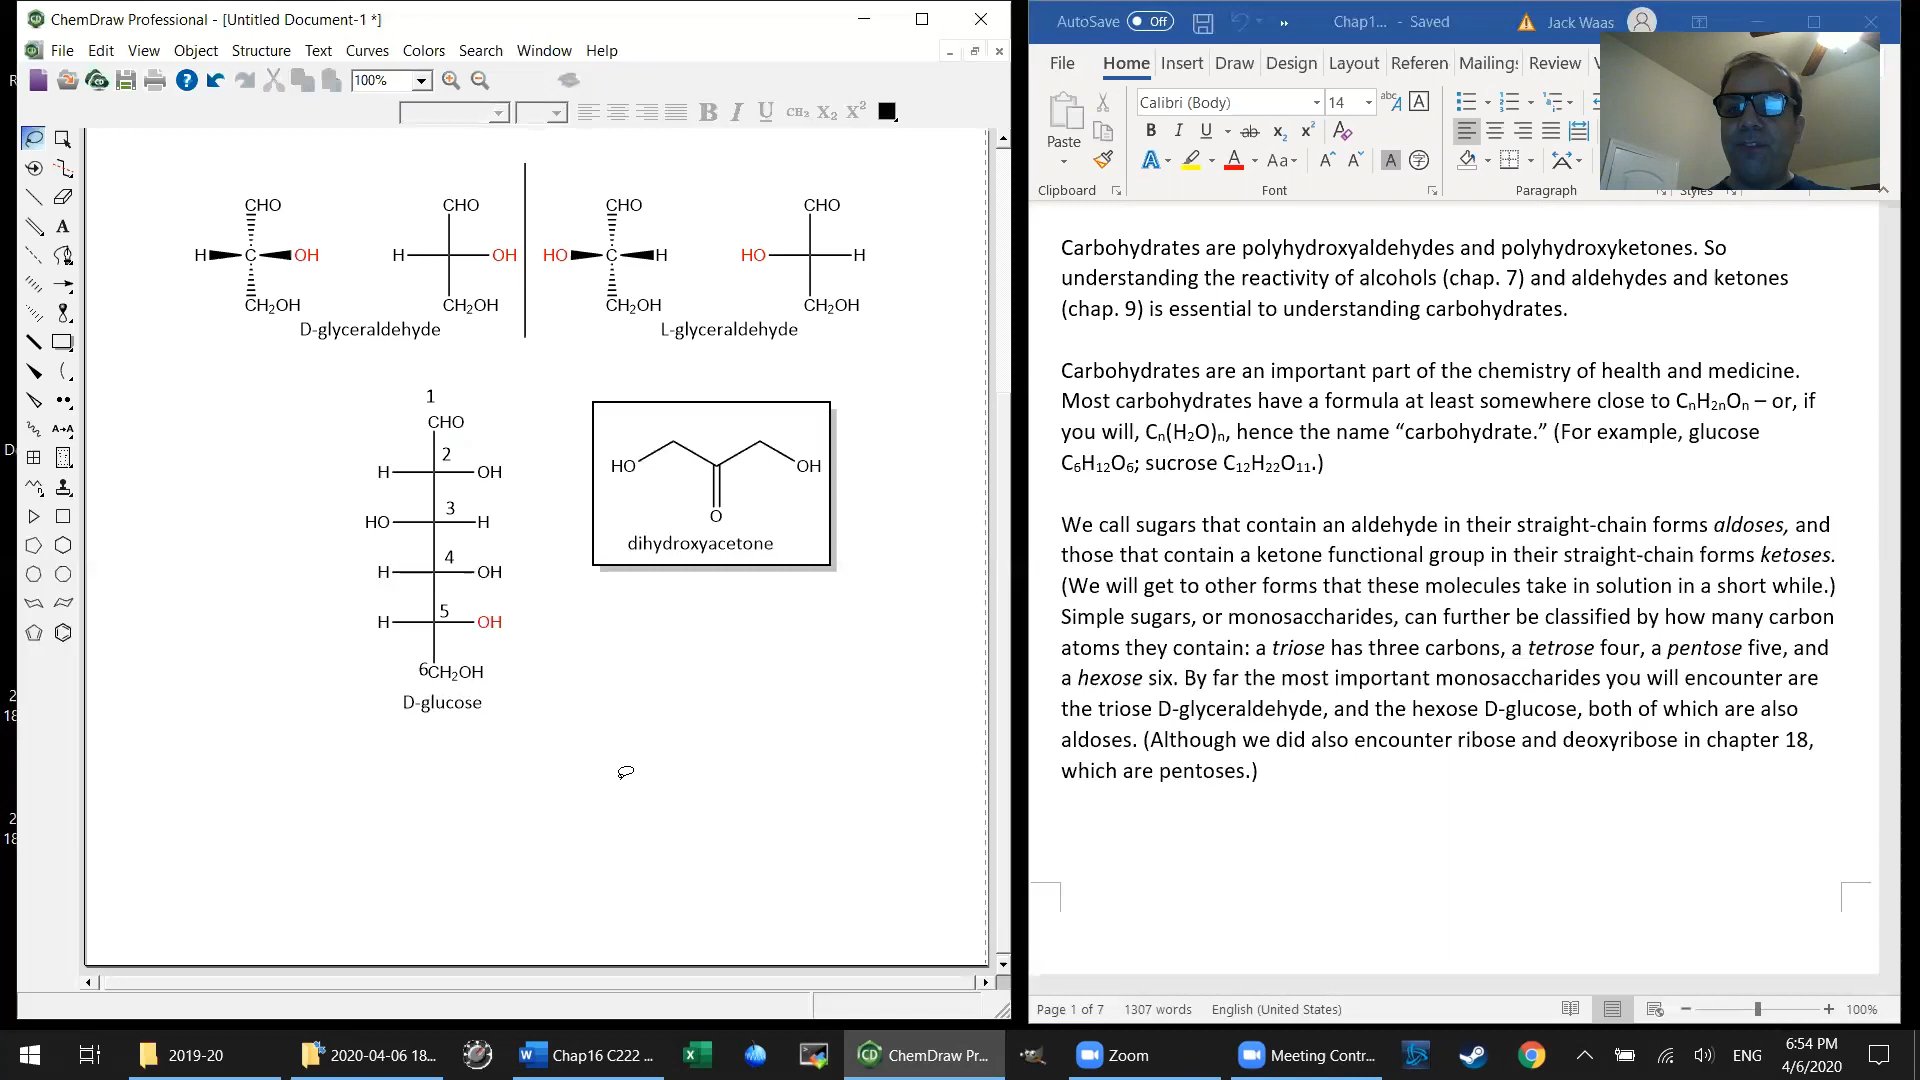 ChemDraw Professional - [Untitled Document-1 *]
File Edit View Object Structure Text Curves Colors Search Window Help
100%
B I U CH2 X2 X2
CHO CHO CHO CHO
H C OH H OH HO C H HO H
CH2OH CH2OH CH2OH CH2OH
D-glyceraldehyde L-glyceraldehyde
1
CHO
2
H OH
3
HO H
4
H OH
5
H OH
6CH2OH
D-glucose
HO OH
O
dihydroxyacetone
AutoSave Off Chap1... - Saved Jack Waas
File Home Insert Draw Design Layout Referen Mailings Review
Paste
Calibri (Body) 14
Clipboard Font Paragraph Styles
Carbohydrates are polyhydroxyaldehydes and polyhydroxyketones. So
understanding the reactivity of alcohols (chap. 7) and aldehydes and ketones
(chap. 9) is essential to understanding carbohydrates.
Carbohydrates are an important part of the chemistry of health and medicine.
Most carbohydrates have a formula at least somewhere close to CnH2nOn – or, if
you will, Cn(H2O)n, hence the name “carbohydrate.” (For example, glucose
C6H12O6; sucrose C12H22O11.)
We call sugars that contain an aldehyde in their straight-chain forms aldoses, and
those that contain a ketone functional group in their straight-chain forms ketoses.
(We will get to other forms that these molecules take in solution in a short while.)
Simple sugars, or monosaccharides, can further be classified by how many carbon
atoms they contain: a triose has three carbons, a tetrose four, a pentose five, and
a hexose six. By far the most important monosaccharides you will encounter are
the triose D-glyceraldehyde, and the hexose D-glucose, both of which are also
aldoses. (Although we did also encounter ribose and deoxyribose in chapter 18,
which are pentoses.)
Page 1 of 7 1307 words English (United States) 100%
2019-20 2020-04-06 18... Chap16 C222 ... ChemDraw Pr... Zoom Meeting Contr... ENG
6:54 PM
4/6/2020